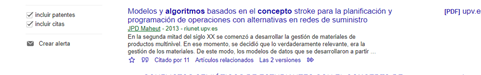 incluir patentes
incluir citas
Crear alerta
Modelos y algoritmos basados en el concepto stroke para la planificación y
programación de operaciones con alternativas en redes de suministro
JPD Maheut - 2013 - riunet.upv.es
En la segunda mitad del siglo XX se comenzó a desarrollar la gestión de materiales de
productos multinivel. En ese momento, se decidió que lo verdaderamente relevante, era la
gestión de los materiales. De este modo, los modelos de datos que se desarrollaron a partir ...
Citado por 11 Artículos relacionados Las 2 versiones
[PDF] upv.e